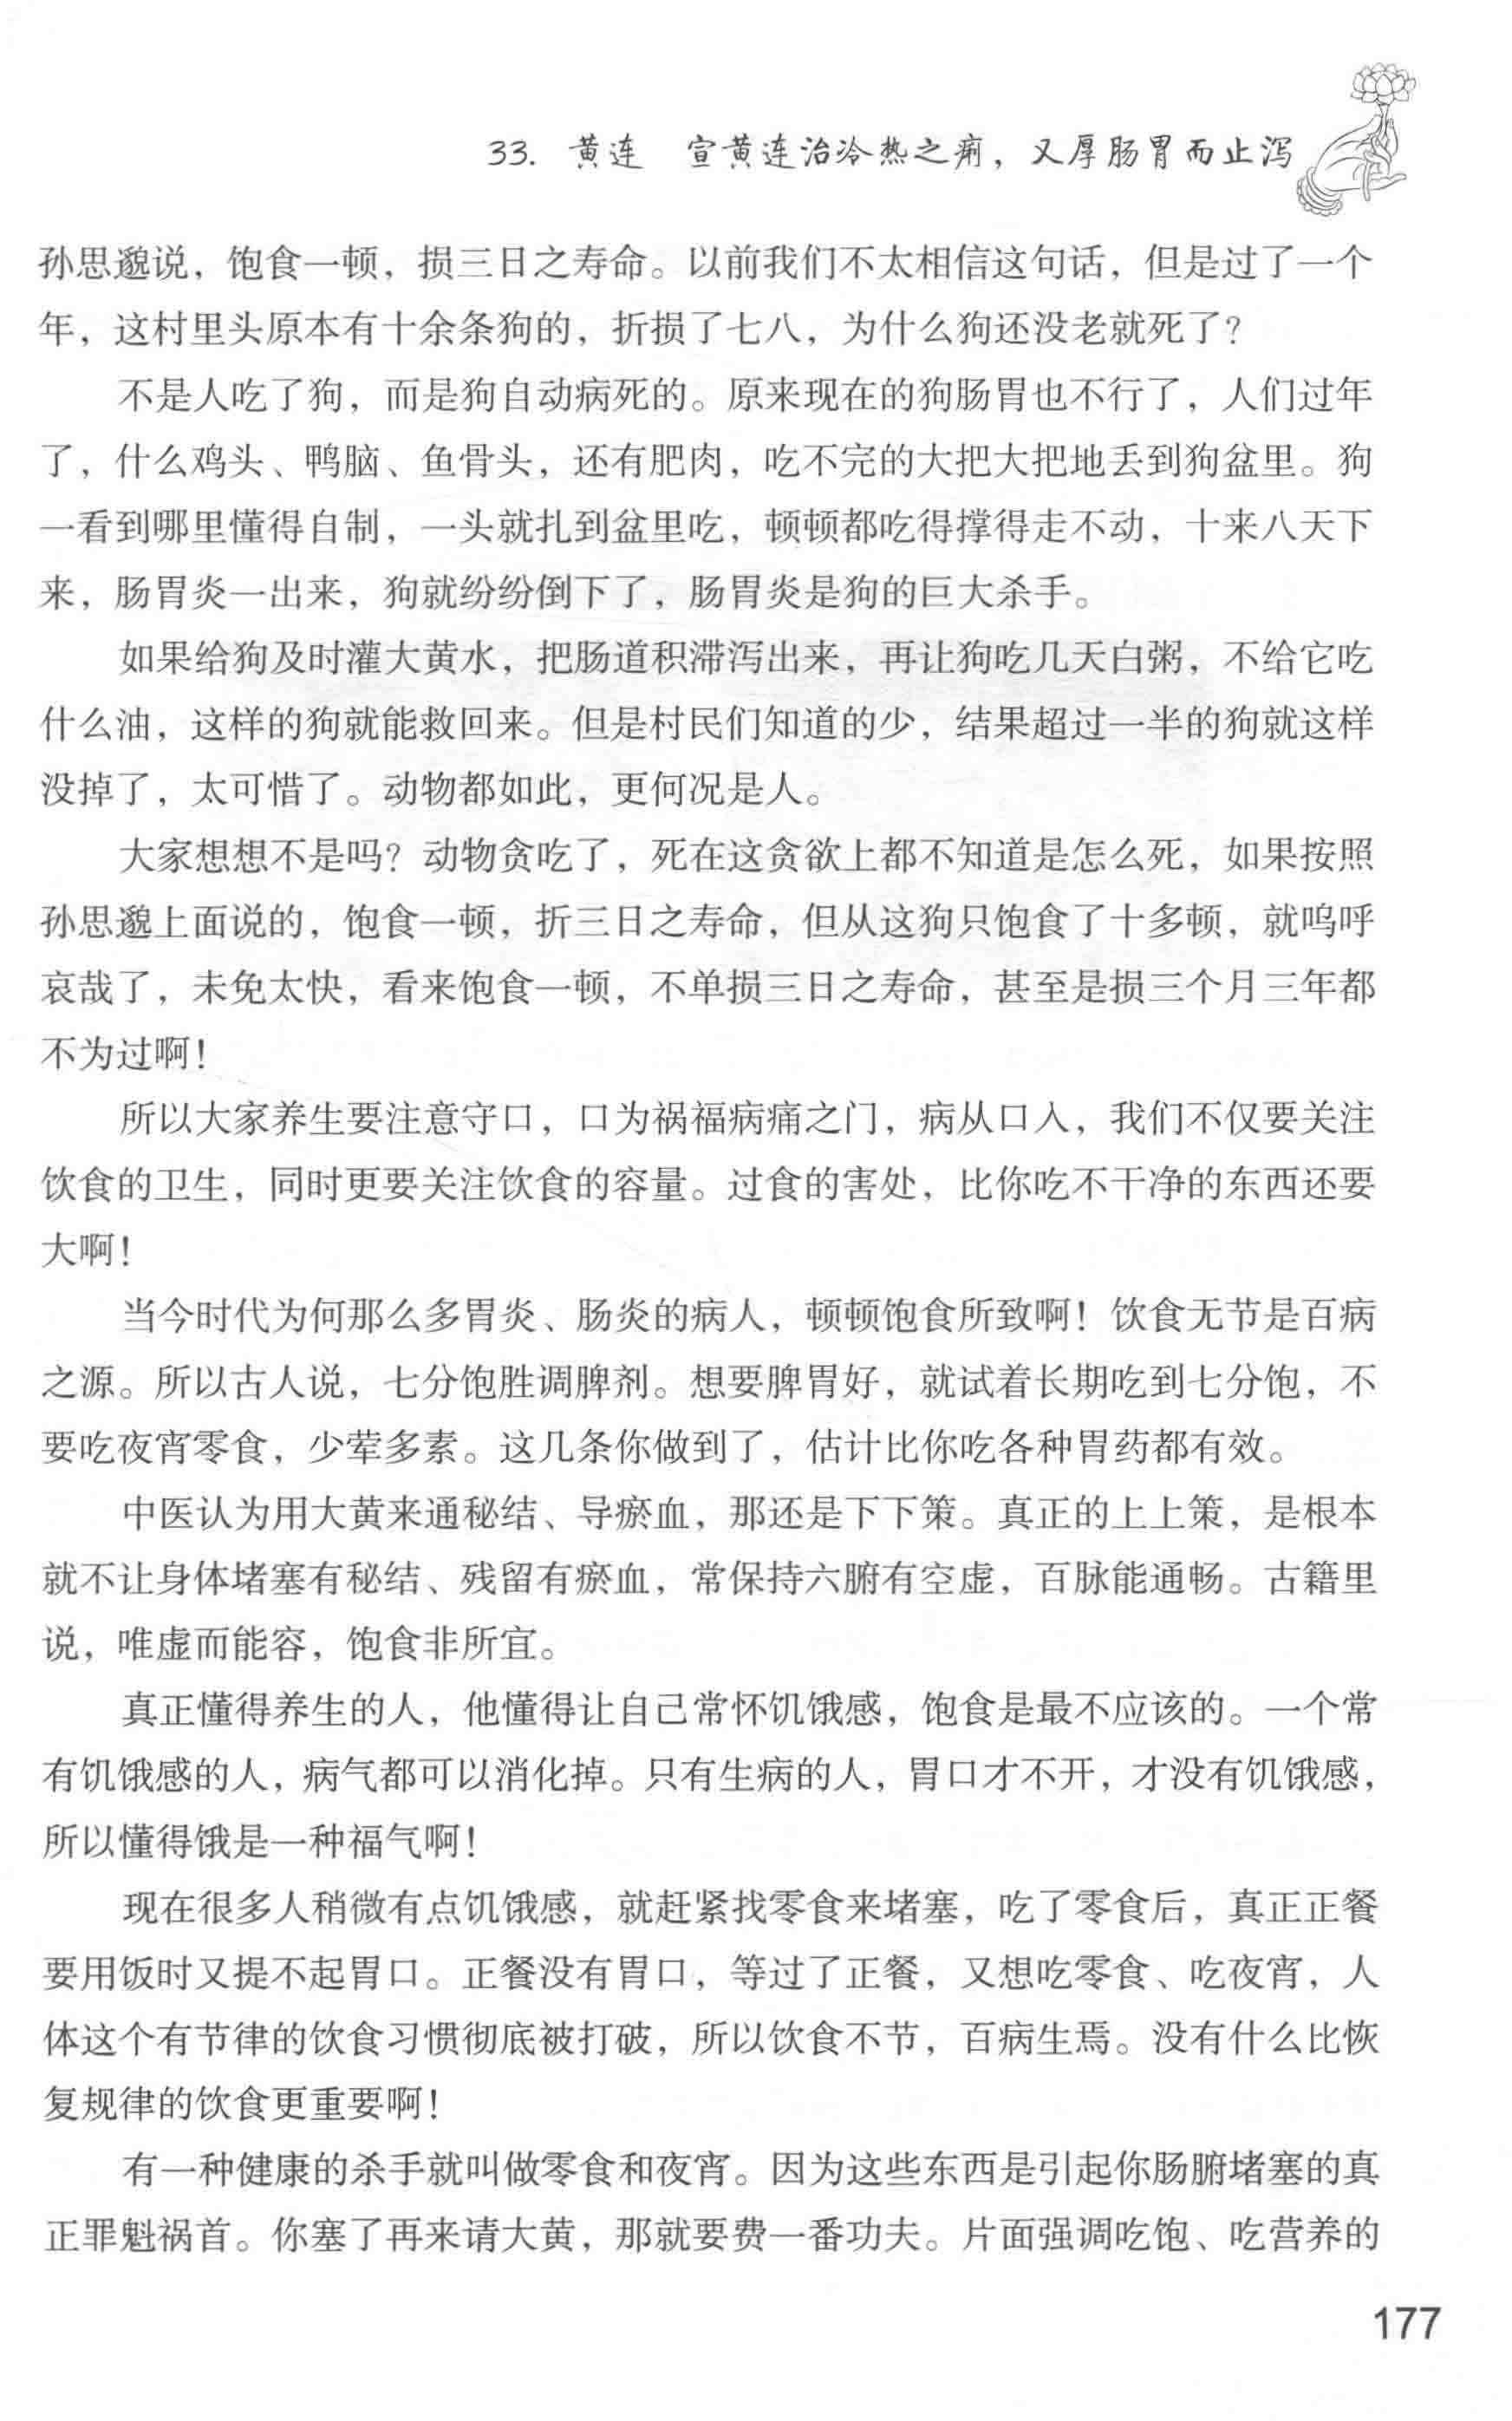 33. 黄连　宣黄连治冷热之痢，又厚肠胃而止泻
孙思邈说，饱食一顿，损三日之寿命。以前我们不太相信这句话，但是过了一个
年，这村里头原本有十余条狗的，折损了七八，为什么狗还没老就死了？
不是人吃了狗，而是狗自动病死的。原来现在的狗肠胃也不行了，人们过年
了，什么鸡头、鸭脑、鱼骨头，还有肥肉，吃不完的大把大把地丢到狗盆里。狗
一看到哪里懂得自制，一头就扎到盆里吃，顿顿都吃得撑得走不动，十来八天下
来，肠胃炎一出来，狗就纷纷倒下了，肠胃炎是狗的巨大杀手。
如果给狗及时灌大黄水，把肠道积滞泻出来，再让狗吃几天白粥，不给它吃
什么油，这样的狗就能救回来。但是村民们知道的少，结果超过一半的狗就这样
没掉了，太可惜了。动物都如此，更何况是人。
大家想想不是吗？动物贪吃了，死在这贪欲上都不知道是怎么死，如果按照
孙思邈上面说的，饱食一顿，折三日之寿命，但从这狗只饱食了十多顿，就呜呼
哀哉了，未免太快，看来饱食一顿，不单损三日之寿命，甚至是损三个月三年都
不为过啊！
所以大家养生要注意守口，口为祸福病痛之门，病从口入，我们不仅要关注
饮食的卫生，同时更要关注饮食的容量。过食的害处，比你吃不干净的东西还要
大啊！
当今时代为何那么多胃炎、肠炎的病人，顿顿饱食所致啊！饮食无节是百病
之源。所以古人说，七分饱胜调脾剂。想要脾胃好，就试着长期吃到七分饱，不
要吃夜宵零食，少荤多素。这几条你做到了，估计比你吃各种胃药都有效。
中医认为用大黄来通秘结、导瘀血，那还是下下策。真正的上上策，是根本
就不让身体堵塞有秘结、残留有瘀血，常保持六腑有空虚，百脉能通畅。古籍里
说，唯虚而能容，饱食非所宜。
真正懂得养生的人，他懂得让自己常怀饥饿感，饱食是最不应该的。一个常
有饥饿感的人，病气都可以消化掉。只有生病的人，胃口才不开，才没有饥饿感，
所以懂得饿是一种福气啊！
现在很多人稍微有点饥饿感，就赶紧找零食来堵塞，吃了零食后，真正正餐
要用饭时又提不起胃口。正餐没有胃口，等过了正餐，又想吃零食、吃夜宵，人
体这个有节律的饮食习惯彻底被打破，所以饮食不节，百病生焉。没有什么比恢
复规律的饮食更重要啊！
有一种健康的杀手就叫做零食和夜宵。因为这些东西是引起你肠腑堵塞的真
正罪魁祸首。你塞了再来请大黄，那就要费一番功夫。片面强调吃饱、吃营养的
177